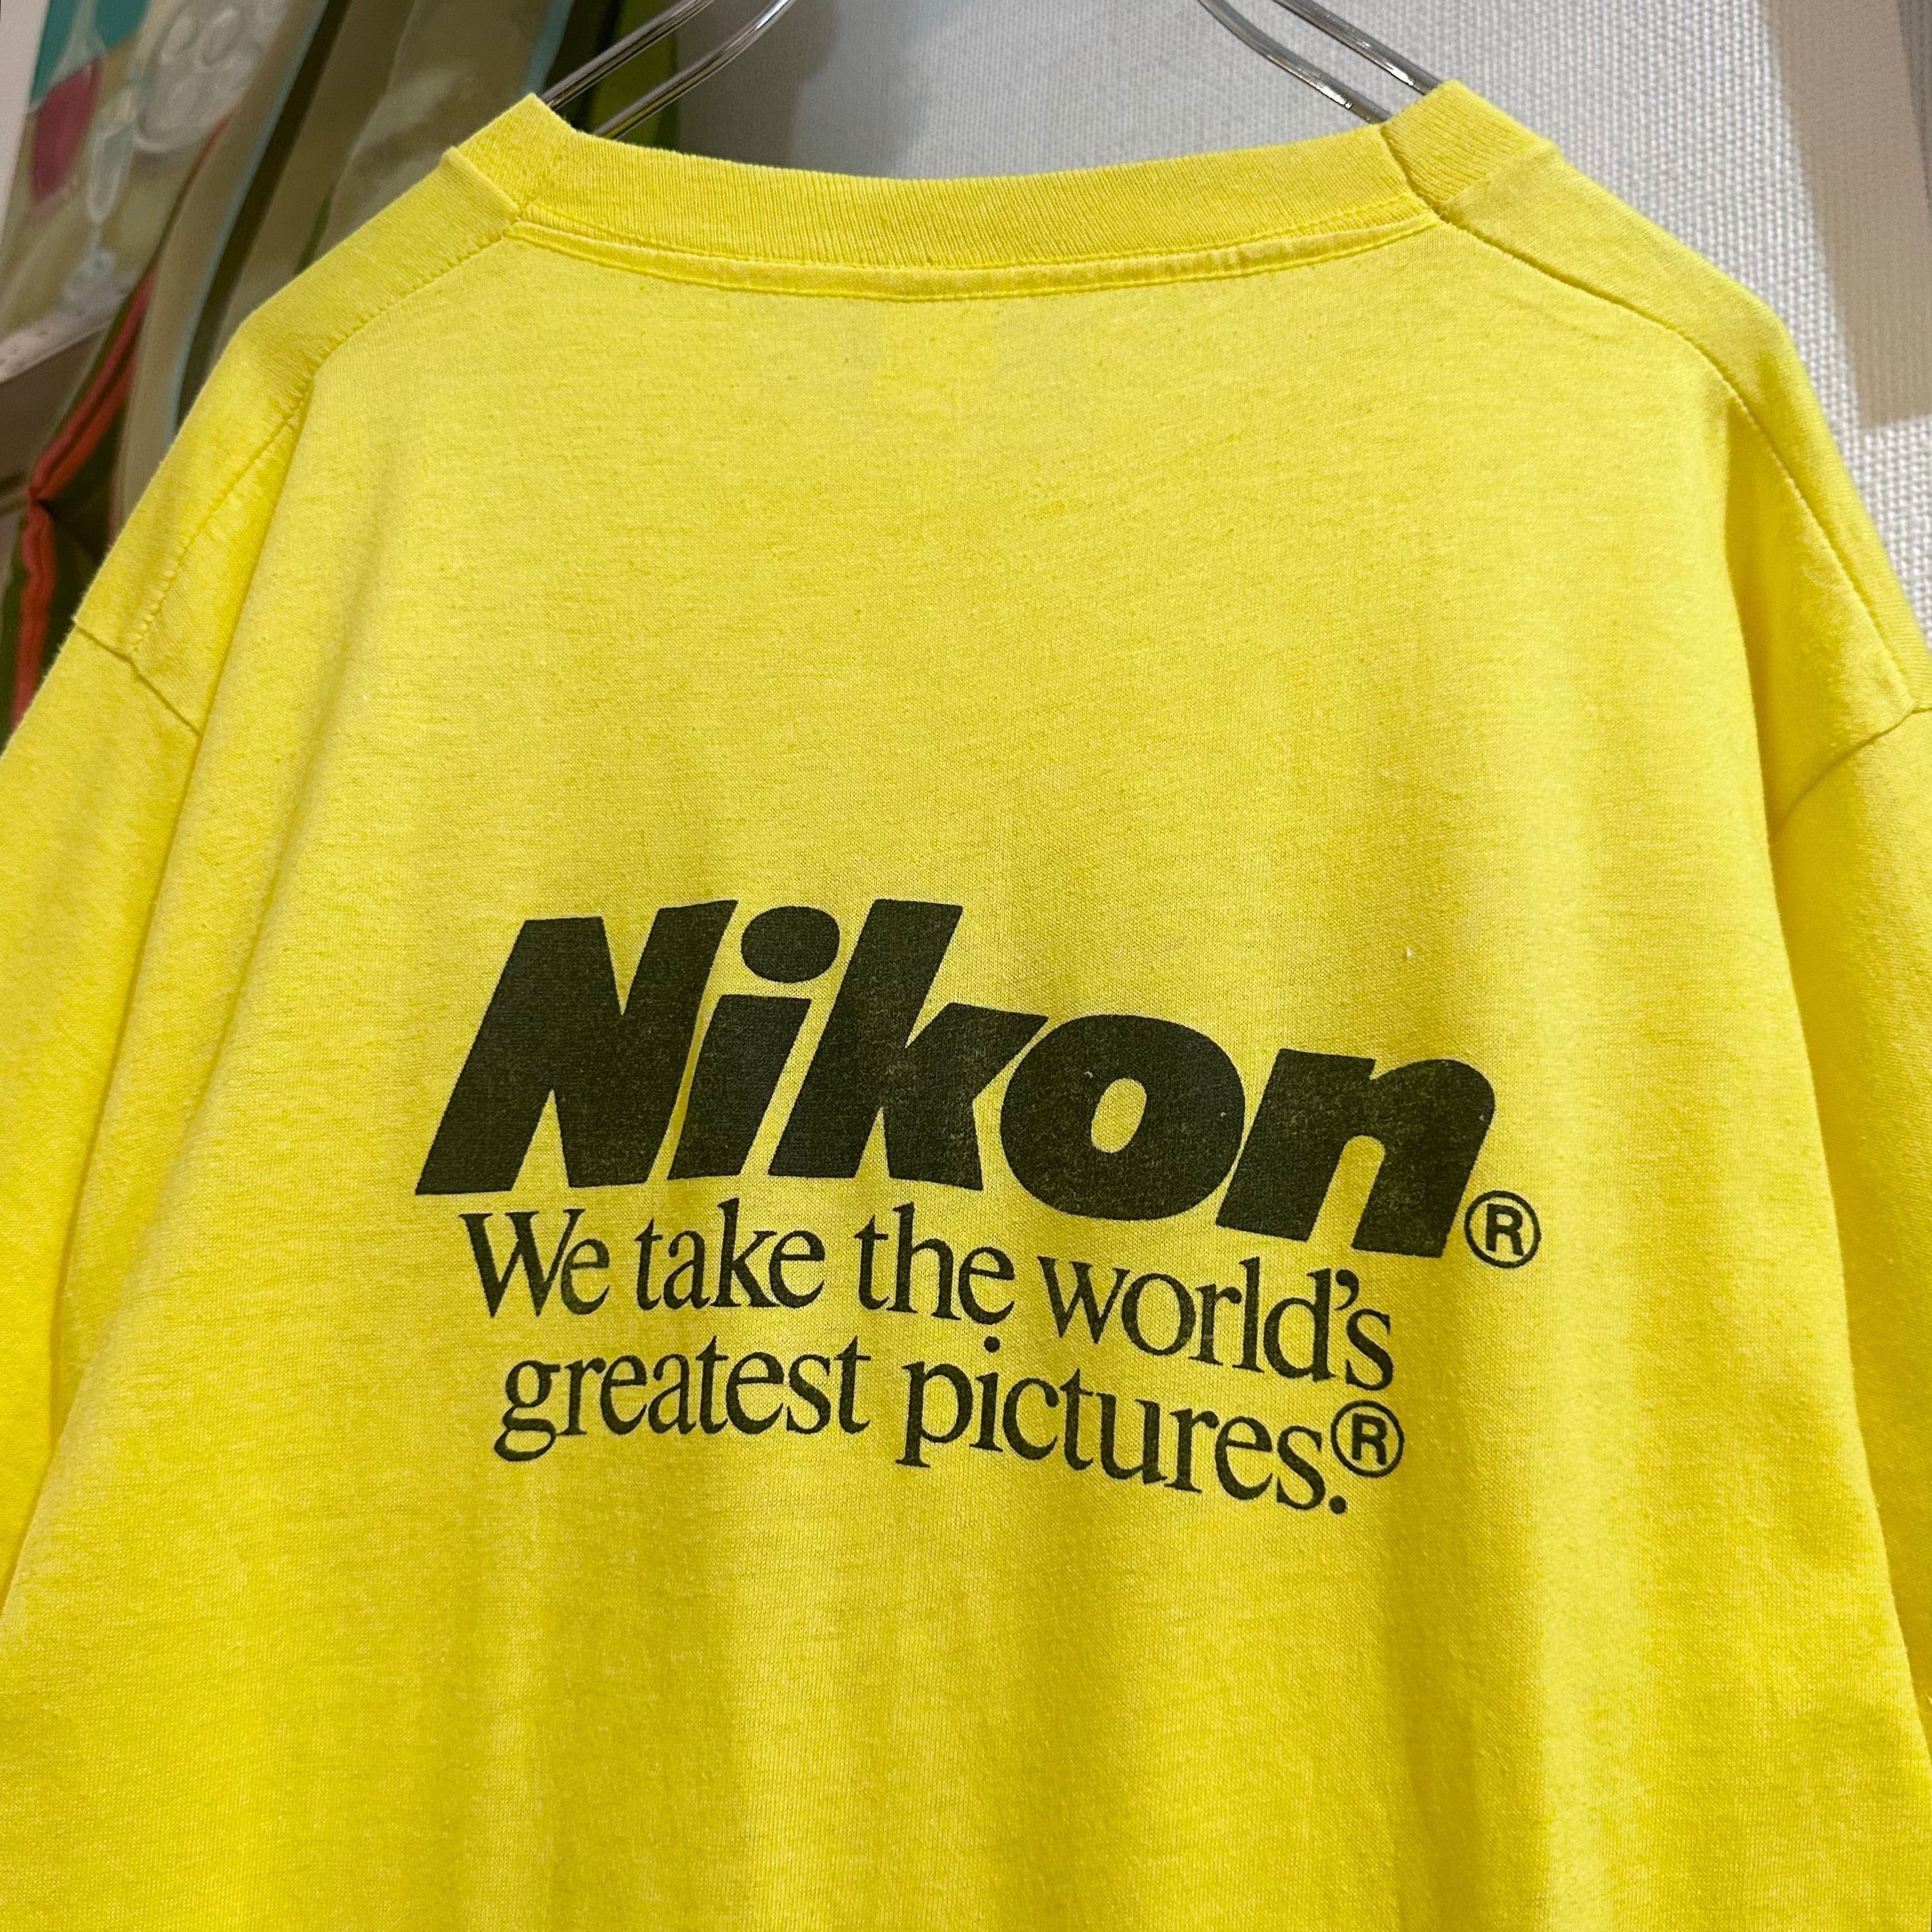 Nikon®
We take the world's
greatest pictures.®